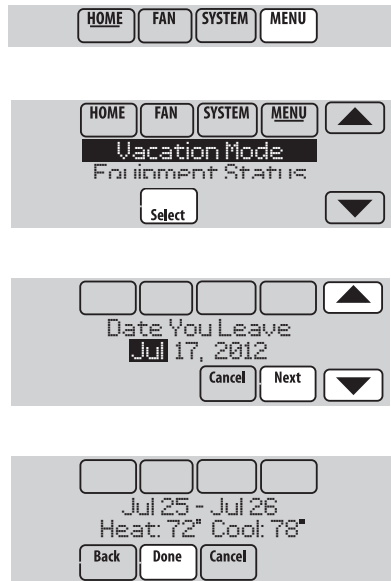 HOME FAN SYSTEM MENU
HOME FAN SYSTEM MENU
Vacation Mode
Equipment Status
Select
Date You Leave
Jul 17, 2012
Cancel Next
Jul 25 - Jul 26
Heat: 72° Cool: 78°
Back Done Cancel